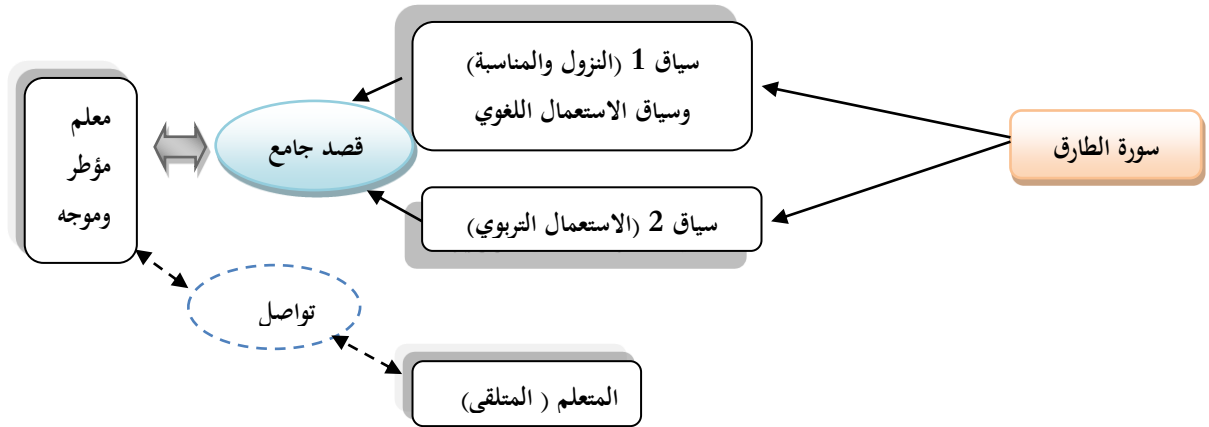 سورة الطارق
سياق 1 (النزول والمناسبة)
وسياق الاستعمال اللغوي
سياق 2 (الاستعمال التربوي)
قصد جامع
معلم
مؤطر
وموجه
تواصل
المتعلم ( المتلقى)